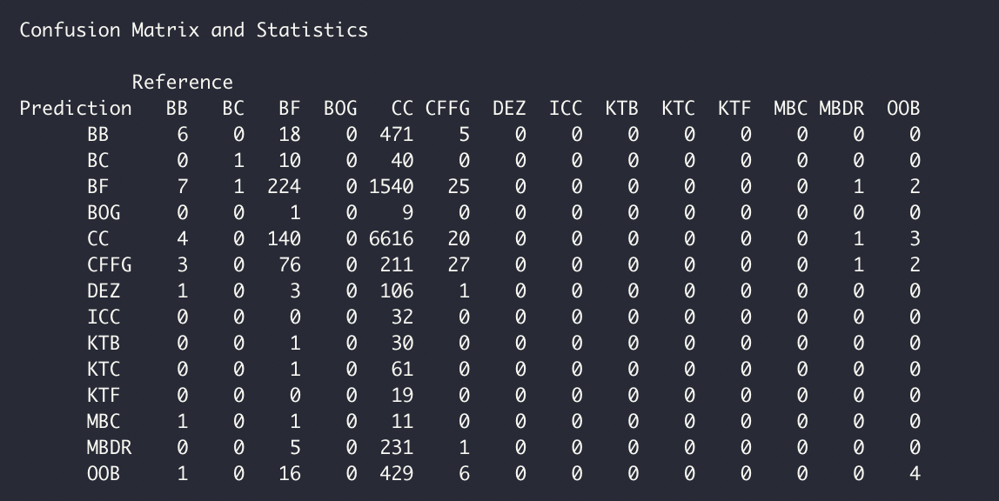 Confusion Matrix and Statistics
Reference
Prediction BB BC BF BOG CC CFFG DEZ ICC KTB KTC KTF MBC MBDR OOB
BB 6 0 18 0 471 5 0 0 0 0 0 0 0 0
BC 0 1 10 0 40 0 0 0 0 0 0 0 0 0
BF 7 1 224 0 1540 25 0 0 0 0 0 0 1 2
BOG 0 0 1 0 9 0 0 0 0 0 0 0 0 0
CC 4 0 140 0 6616 20 0 0 0 0 0 0 1 3
CFFG 3 0 76 0 211 27 0 0 0 0 0 0 1 2
DEZ 1 0 3 0 106 1 0 0 0 0 0 0 0 0
ICC 0 0 0 0 32 0 0 0 0 0 0 0 0 0
KTB 0 0 1 0 30 0 0 0 0 0 0 0 0 0
KTC 0 0 1 0 61 0 0 0 0 0 0 0 0 0
KTF 0 0 0 0 19 0 0 0 0 0 0 0 0 0
MBC 1 0 1 0 11 0 0 0 0 0 0 0 0 0
MBDR 0 0 5 0 231 1 0 0 0 0 0 0 0 0
OOB 1 0 16 0 429 6 0 0 0 0 0 0 0 4